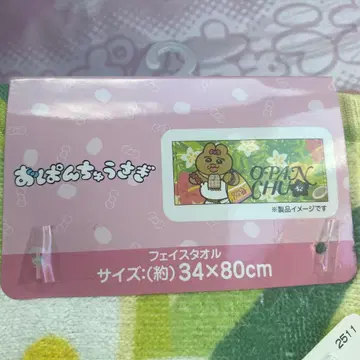 おぱんちゅうさぎ
O'PAN
CHU
※製品イメージです
フェイスタオル
サイズ:(約)34×80cm
2511